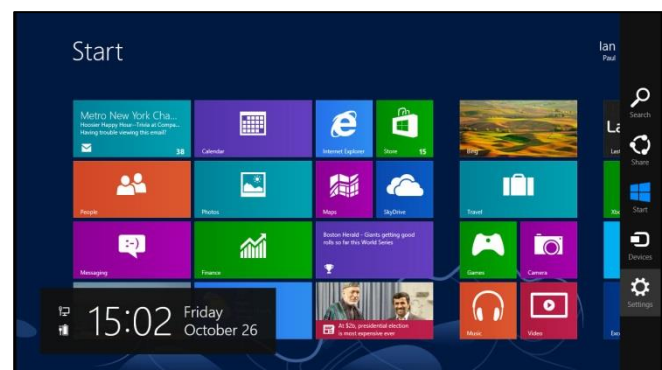 Start
Ian
Paul
Metro New York Cha...
Hoosier Happy Hour–Trivia at Compa...
Having trouble viewing this email?
38
Calendar
Internet Explorer
Store
15
Bing
People
Photos
Maps
SkyDrive
Travel
Messaging
Finance
Boston Herald - Giants getting good
rolls so far this World
Series
Games
Camera
At $2b, presidential election
is most expensive ever
Music
Video
15:02
Friday
October 26
Search
Share
Start
Devices
Settings